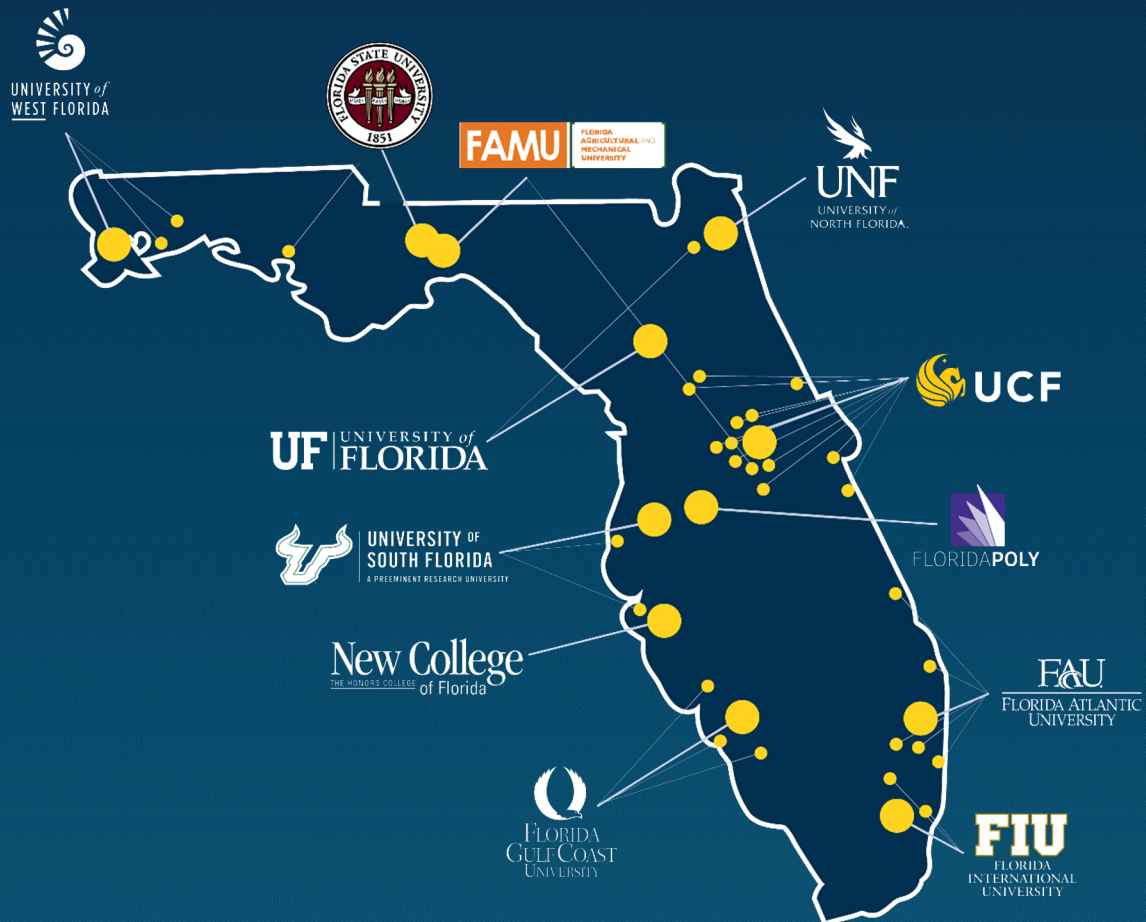 UNIVERSITY of
WEST FLORIDA
FLORIDA STATE UNIVERSITY
1851
FAMU
FLORIDA
AGRICULTURAL AND
MECHANICAL
UNIVERSITY
UNF
UNIVERSITY of
NORTH FLORIDA.
UCF
UF
UNIVERSITY of
FLORIDA
FLORIDAPOLY
UNIVERSITY OF
SOUTH FLORIDA
A PREEMINENT RESEARCH UNIVERSITY
New College
THE HONORS COLLEGE
of Florida
FAU
FLORIDA ATLANTIC
UNIVERSITY
FLORIDA
GULF COAST
UNIVERSITY
FIU
FLORIDA
INTERNATIONAL
UNIVERSITY